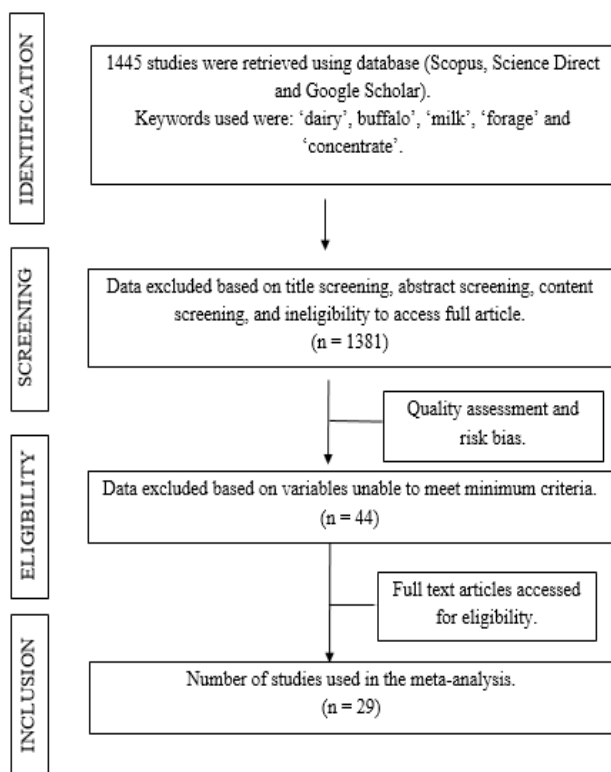 IDENTIFICATION
1445 studies were retrieved using database (Scopus, Science Direct
and Google Scholar).
Keywords used were: ‘dairy’, buffalo’, ‘milk’, ‘forage’ and
‘concentrate’.
SCREENING
Data excluded based on title screening, abstract screening, content
screening, and ineligibility to access full article.
(n = 1381)
Quality assessment and
risk bias.
ELIGIBILITY
Data excluded based on variables unable to meet minimum criteria.
(n = 44)
Full text articles accessed
for eligibility.
INCLUSION
Number of studies used in the meta-analysis.
(n = 29)